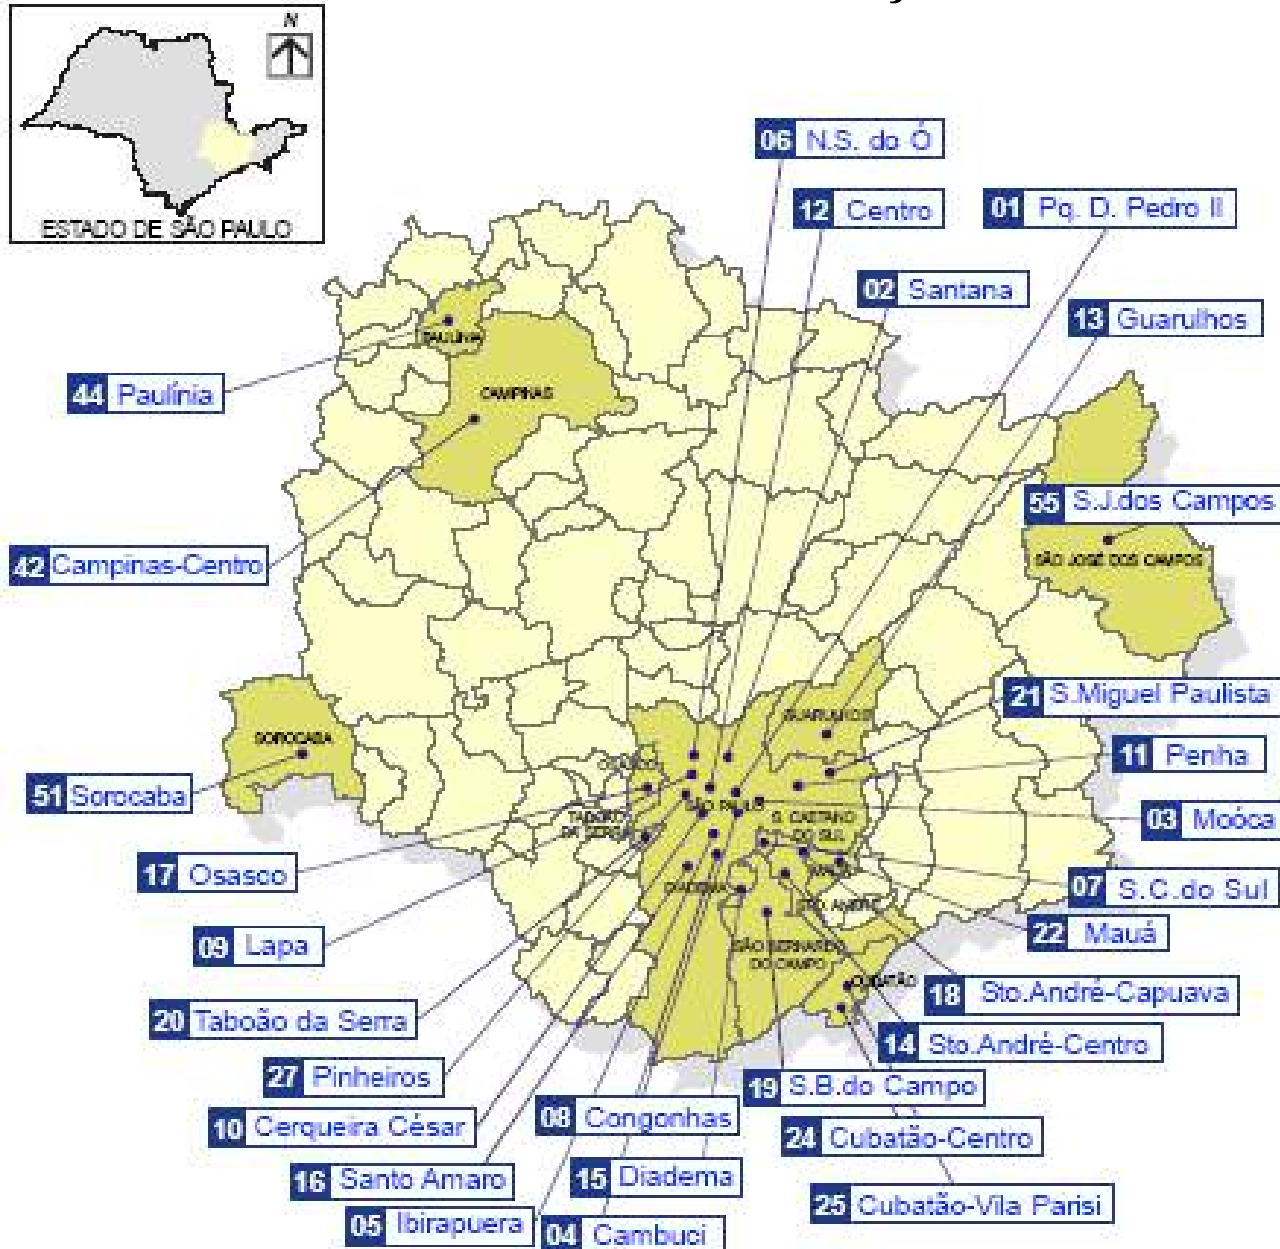 N
ESTADO DE SÃO PAULO
06 N.S. do Ó
12 Centro
01 Pq. D. Pedro II
02 Santana
13 Guarulhos
PAULÍNIA
44 Paulínia
CAMPINAS
55 S.J.dos Campos
42 Campinas-Centro
SÃO JOSÉ DOS CAMPOS
21 S.Miguel Paulista
GUARULHOS
SOROCABA
11 Penha
OSASCO
51 Sorocaba
SÃO PAULO
03 Moóca
TABOÃO
DA SERRA
S. CAETANO
DO SUL
17 Osasco
MAUÁ
07 S.C.do Sul
DIADEMA
STO. ANDRÉ
22 Mauá
09 Lapa
SÃO BERNARDO
DO CAMPO
CUBATÃO
18 Sto.André-Capuava
20 Taboão da Serra
14 Sto.André-Centro
27 Pinheiros
19 S.B.do Campo
10 Cerqueira César
08 Congonhas
24 Cubatão-Centro
16 Santo Amaro
15 Diadema
25 Cubatão-Vila Parisi
05 Ibirapuera
04 Cambuci